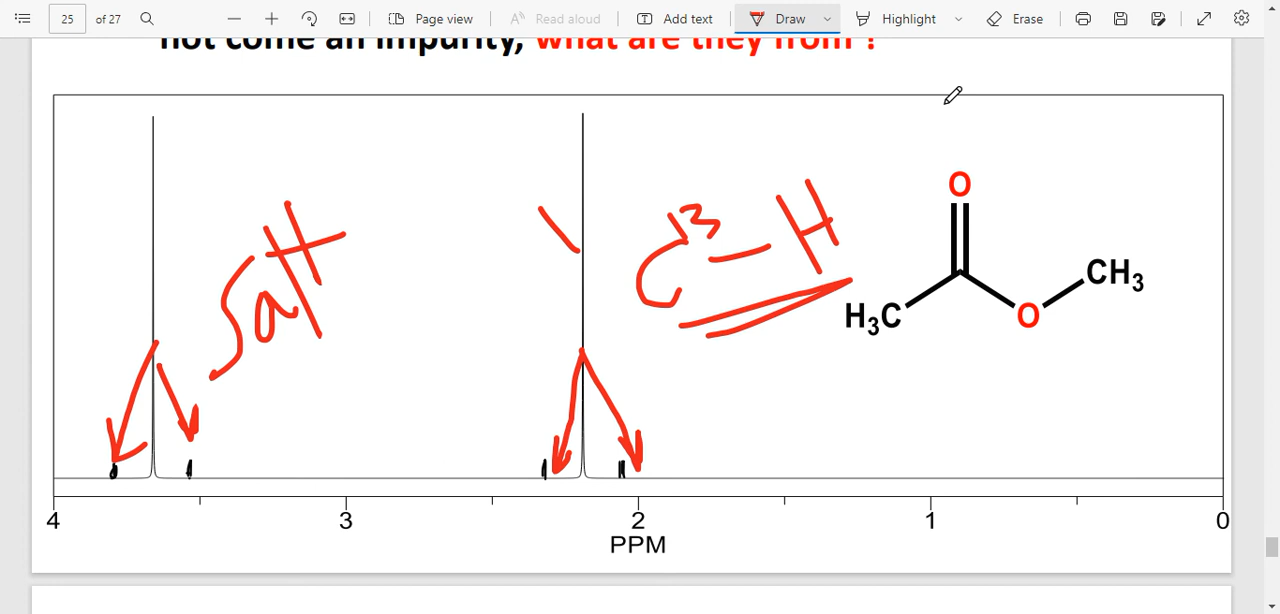 25 of 27 Page view Read aloud Add text Draw Highlight Erase
not come an impurity, what are they from ?
O
C13 - H
H3C O CH3
4 3 2 1 0
PPM